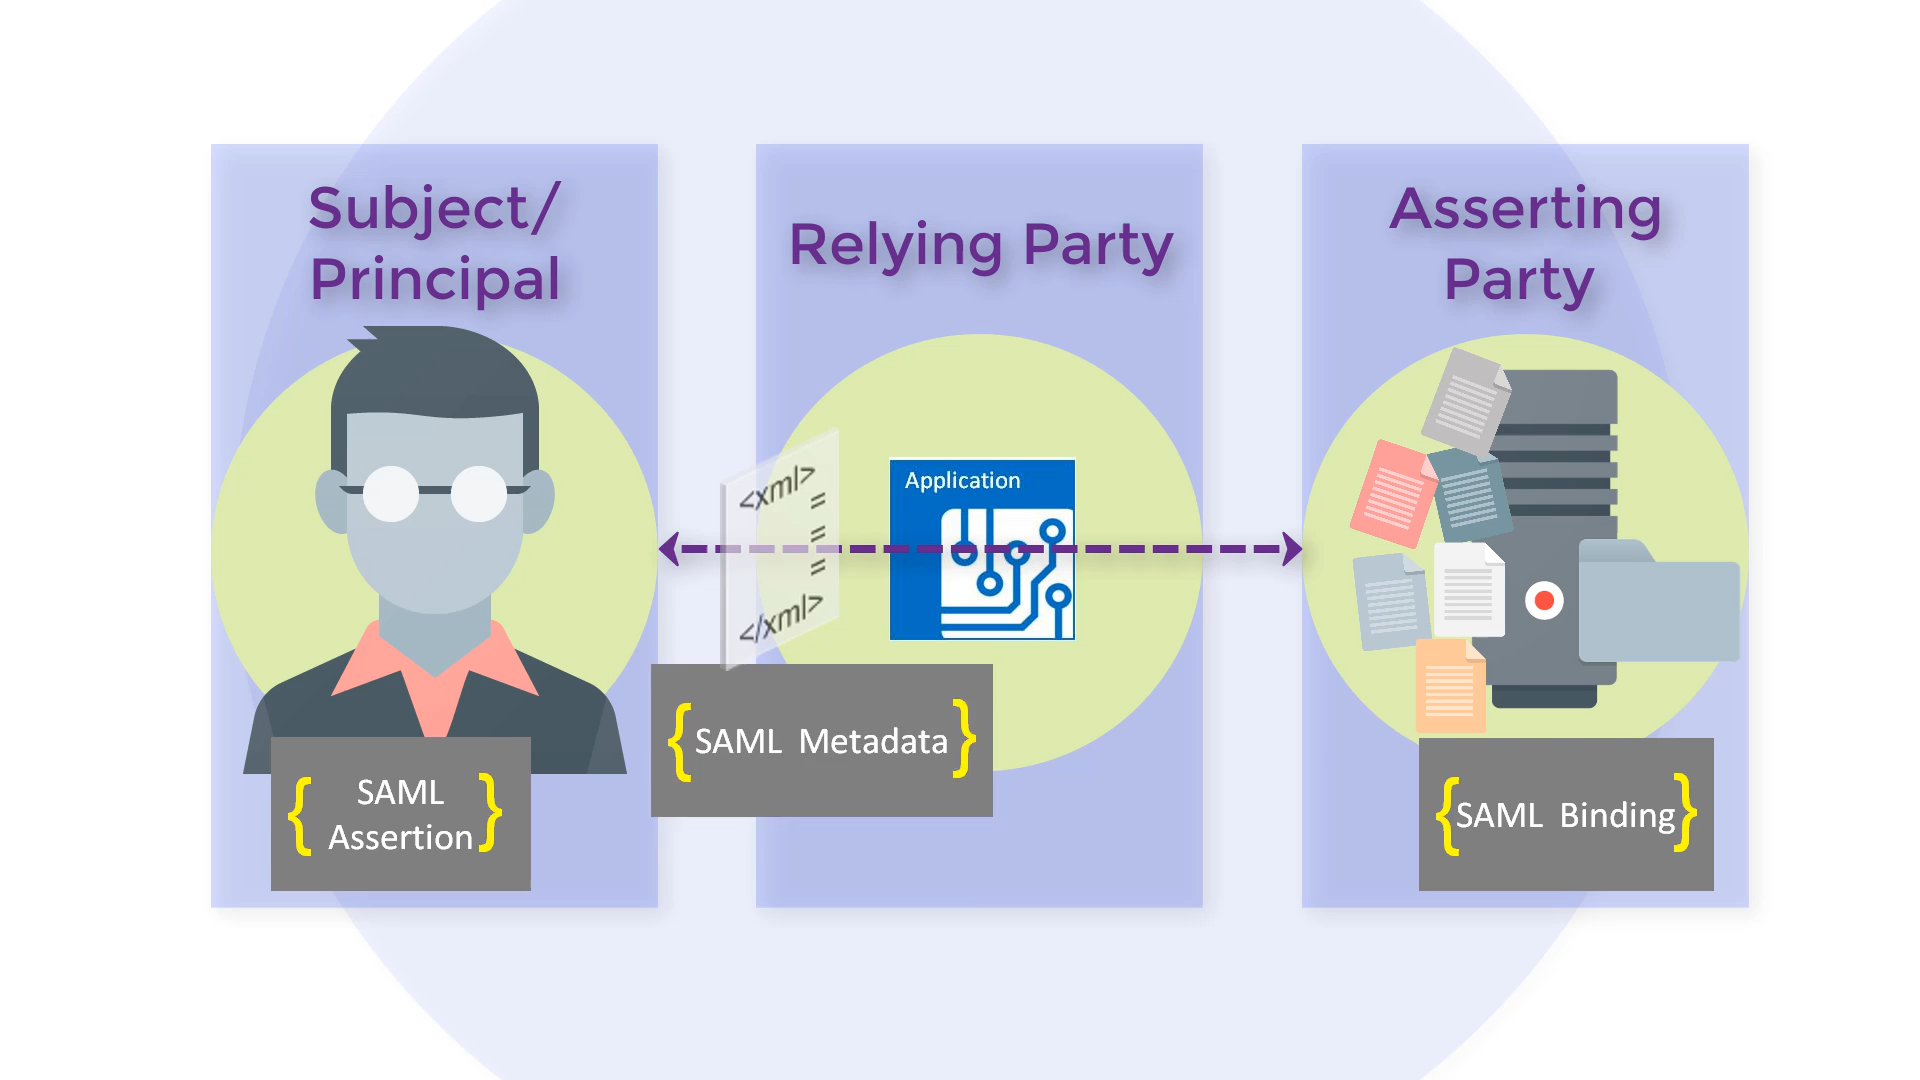 Subject/
Principal
Relying Party
Asserting
Party
<xml>
=
=
=
</xml>
Application
{ SAML
Assertion }
{SAML Metadata}
{SAML Binding}